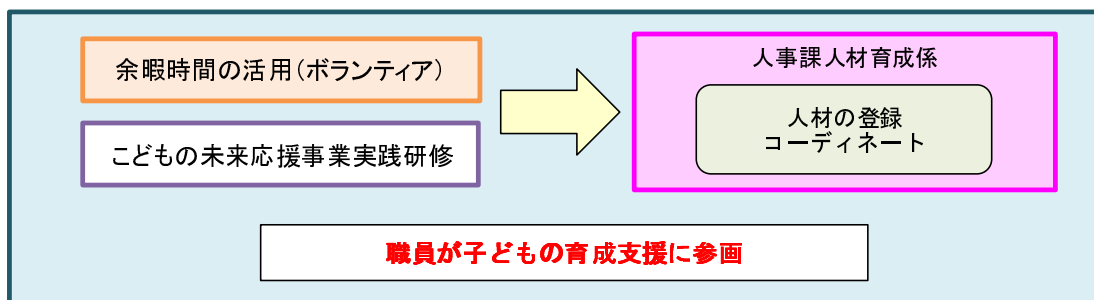 余暇時間の活用（ボランティア）
こどもの未来応援事業実践研修
人事課人材育成係
人材の登録
コーディネート
職員が子どもの育成支援に参画